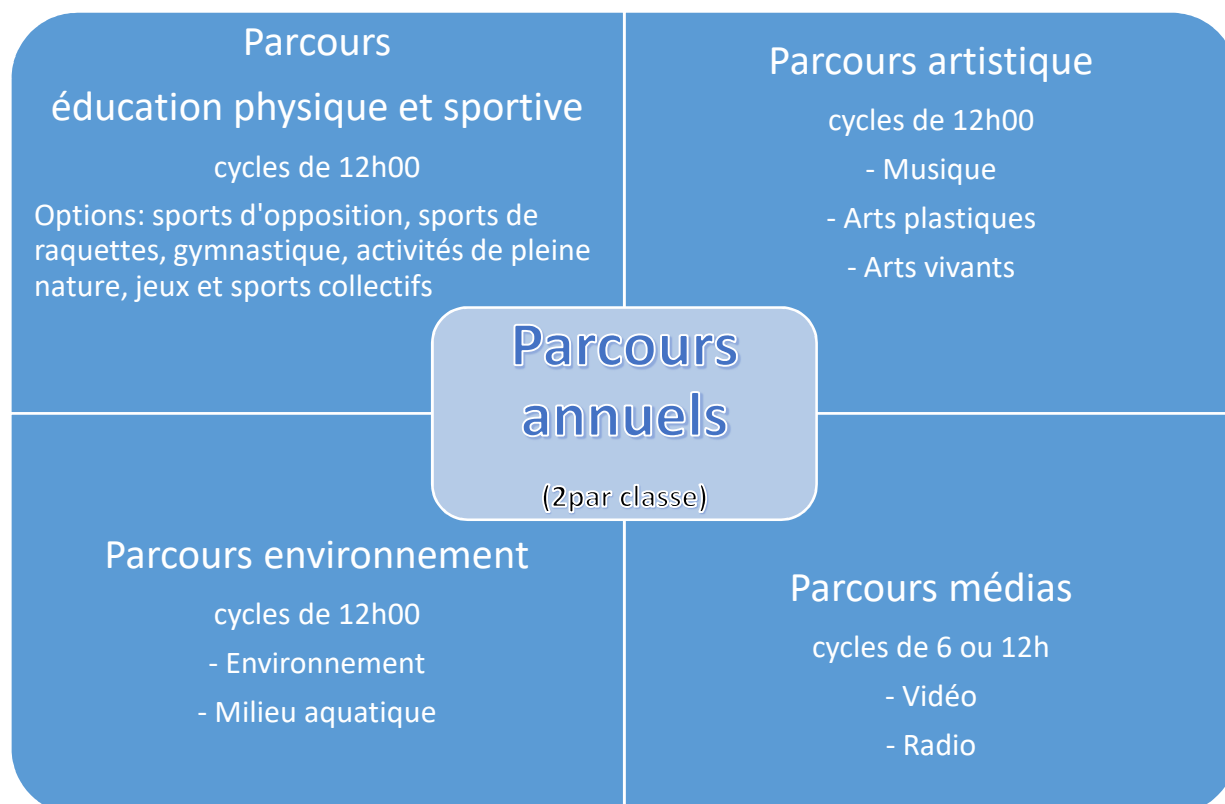 Parcours
éducation physique et sportive
cycles de 12h00
Options: sports d'opposition, sports de
raquettes, gymnastique, activités de pleine
nature, jeux et sports collectifs
Parcours artistique
cycles de 12h00
- Musique
- Arts plastiques
- Arts vivants
Parcours
annuels
(2par classe)
Parcours environnement
cycles de 12h00
- Environnement
- Milieu aquatique
Parcours médias
cycles de 6 ou 12h
- Vidéo
- Radio